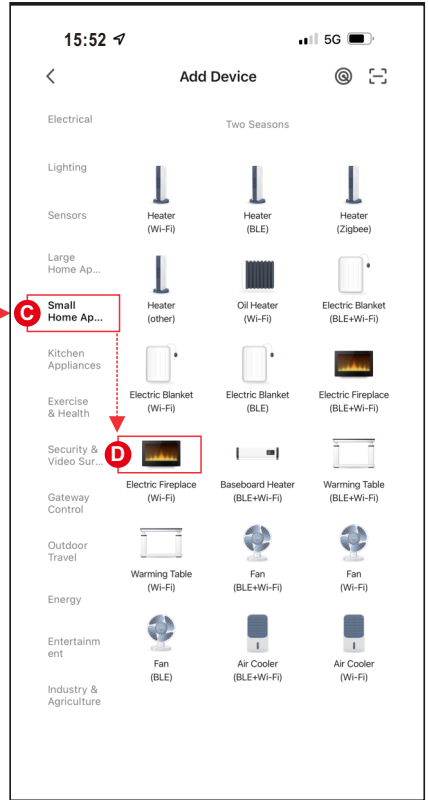 15:52
5G
Add Device
Electrical
Lighting
Sensors
Large
Home Ap...
C
Small
Home Ap...
Kitchen
Appliances
Exercise
& Health
Security &
Video Sur...
Gateway
Control
Outdoor
Travel
Energy
Entertainm
ent
Industry &
Agriculture
Two Seasons
Heater
(Wi-Fi)
Heater
(BLE)
Heater
(Zigbee)
Heater
(other)
Oil Heater
(Wi-Fi)
Electric Blanket
(BLE+Wi-Fi)
Electric Blanket
(Wi-Fi)
Electric Blanket
(BLE)
Electric Fireplace
(BLE+Wi-Fi)
D
Electric Fireplace
(Wi-Fi)
Baseboard Heater
(BLE+Wi-Fi)
Warming Table
(BLE+Wi-Fi)
Warming Table
(Wi-Fi)
Fan
(BLE+Wi-Fi)
Fan
(Wi-Fi)
Fan
(BLE)
Air Cooler
(BLE+Wi-Fi)
Air Cooler
(Wi-Fi)